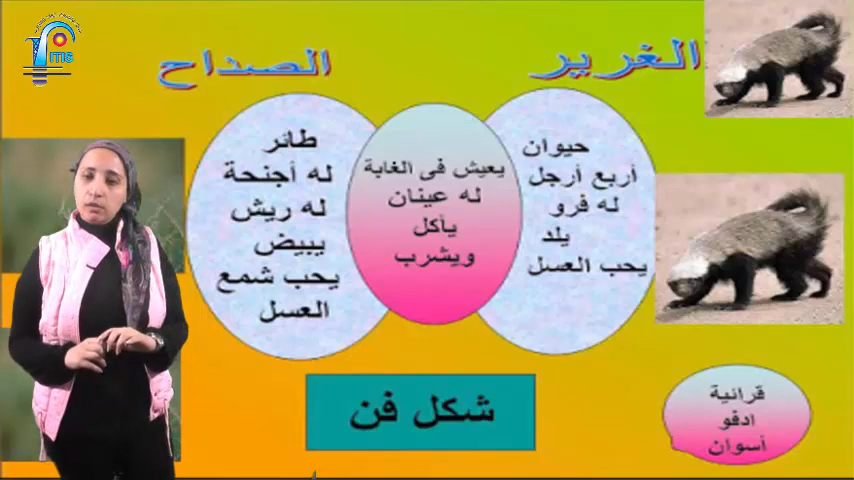 الغرير
الصداح
حيوان
أربع أرجل
له فرو
يلد
يحب العسل
يعيش فى الغابة
له عينان
يأكل
ويشرب
طائر
له أجنحة
له ريش
يبيض
يحب شمع
العسل
شكل فن
قرائية
ادفو
أسوان
ms